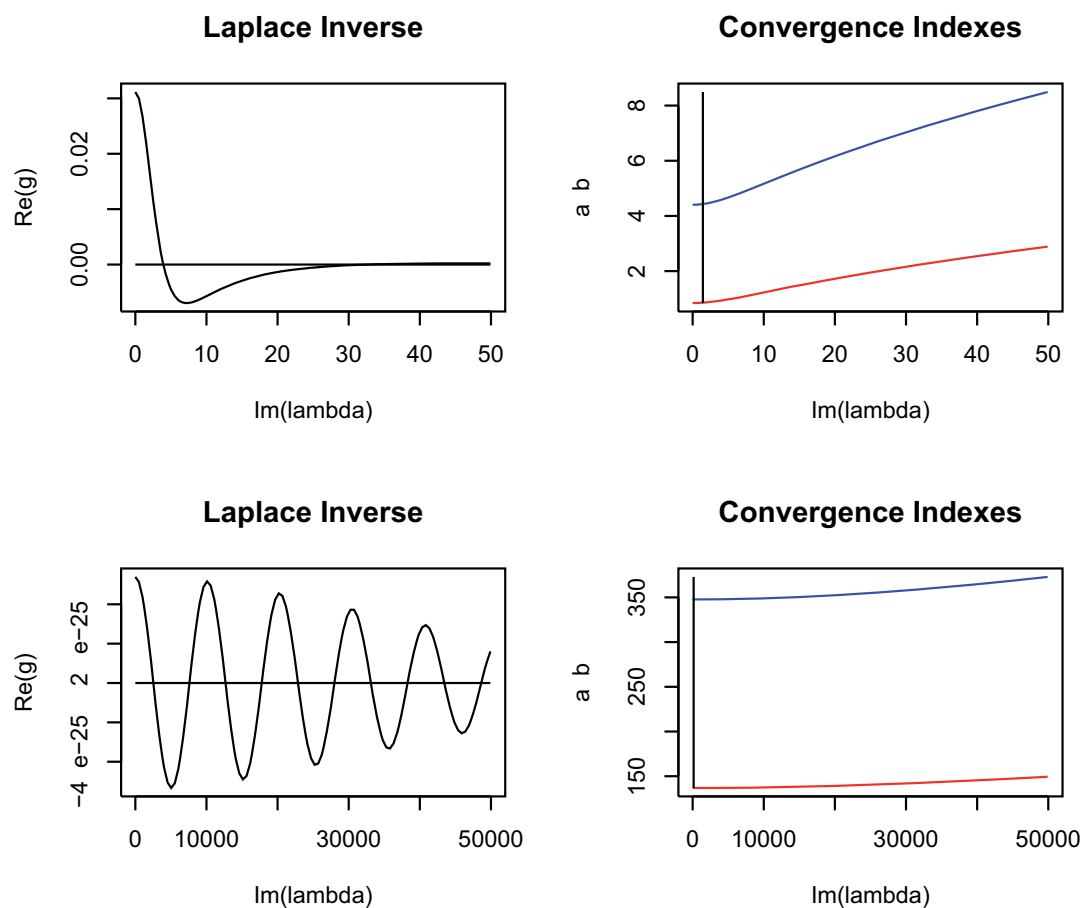 Laplace Inverse
Re(g)
0.00
0.02
0
10
20
30
40
50
Im(lambda)
Convergence Indexes
a b
2
4
6
8
0
10
20
30
40
50
Im(lambda)
Laplace Inverse
Re(g)
−4 e−25
2 e−25
0
10000
30000
50000
Im(lambda)
Convergence Indexes
a b
150
250
350
0
10000
30000
50000
Im(lambda)